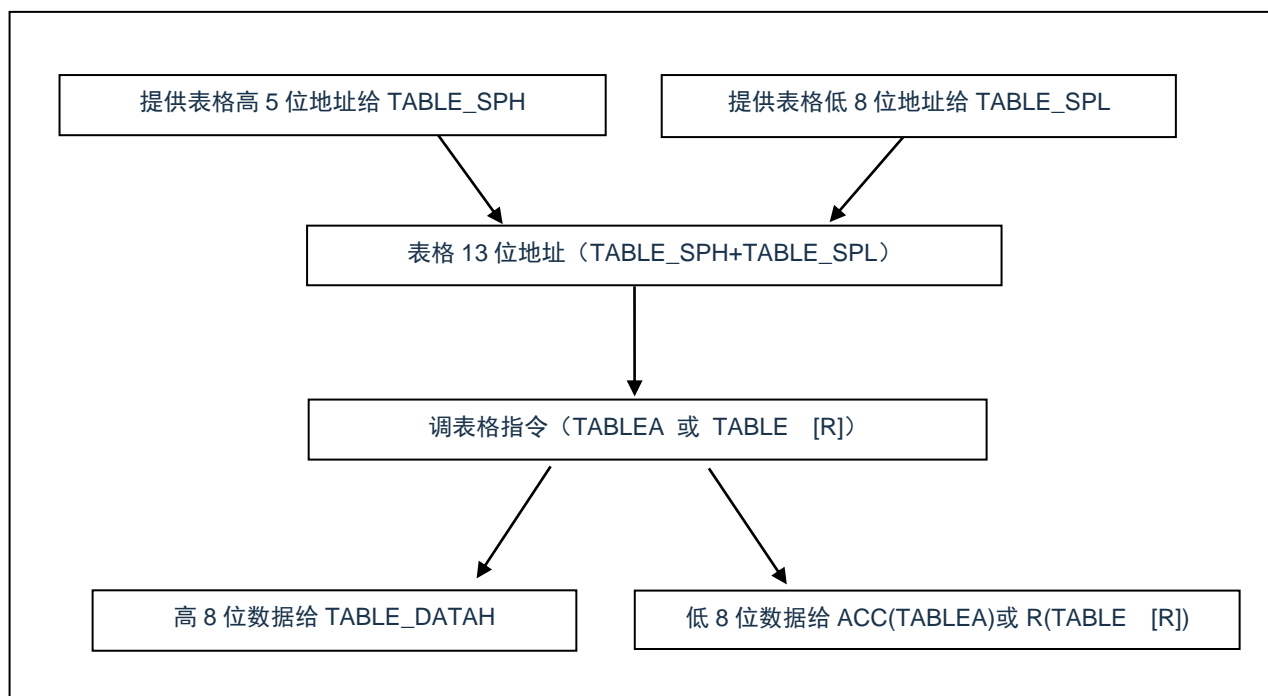 提供表格高 5 位地址给 TABLE_SPH
提供表格低 8 位地址给 TABLE_SPL
表格 13 位地址（TABLE_SPH+TABLE_SPL）
调表格指令（TABLEA 或 TABLE [R]）
高 8 位数据给 TABLE_DATAH
低 8 位数据给 ACC(TABLEA)或 R(TABLE [R])